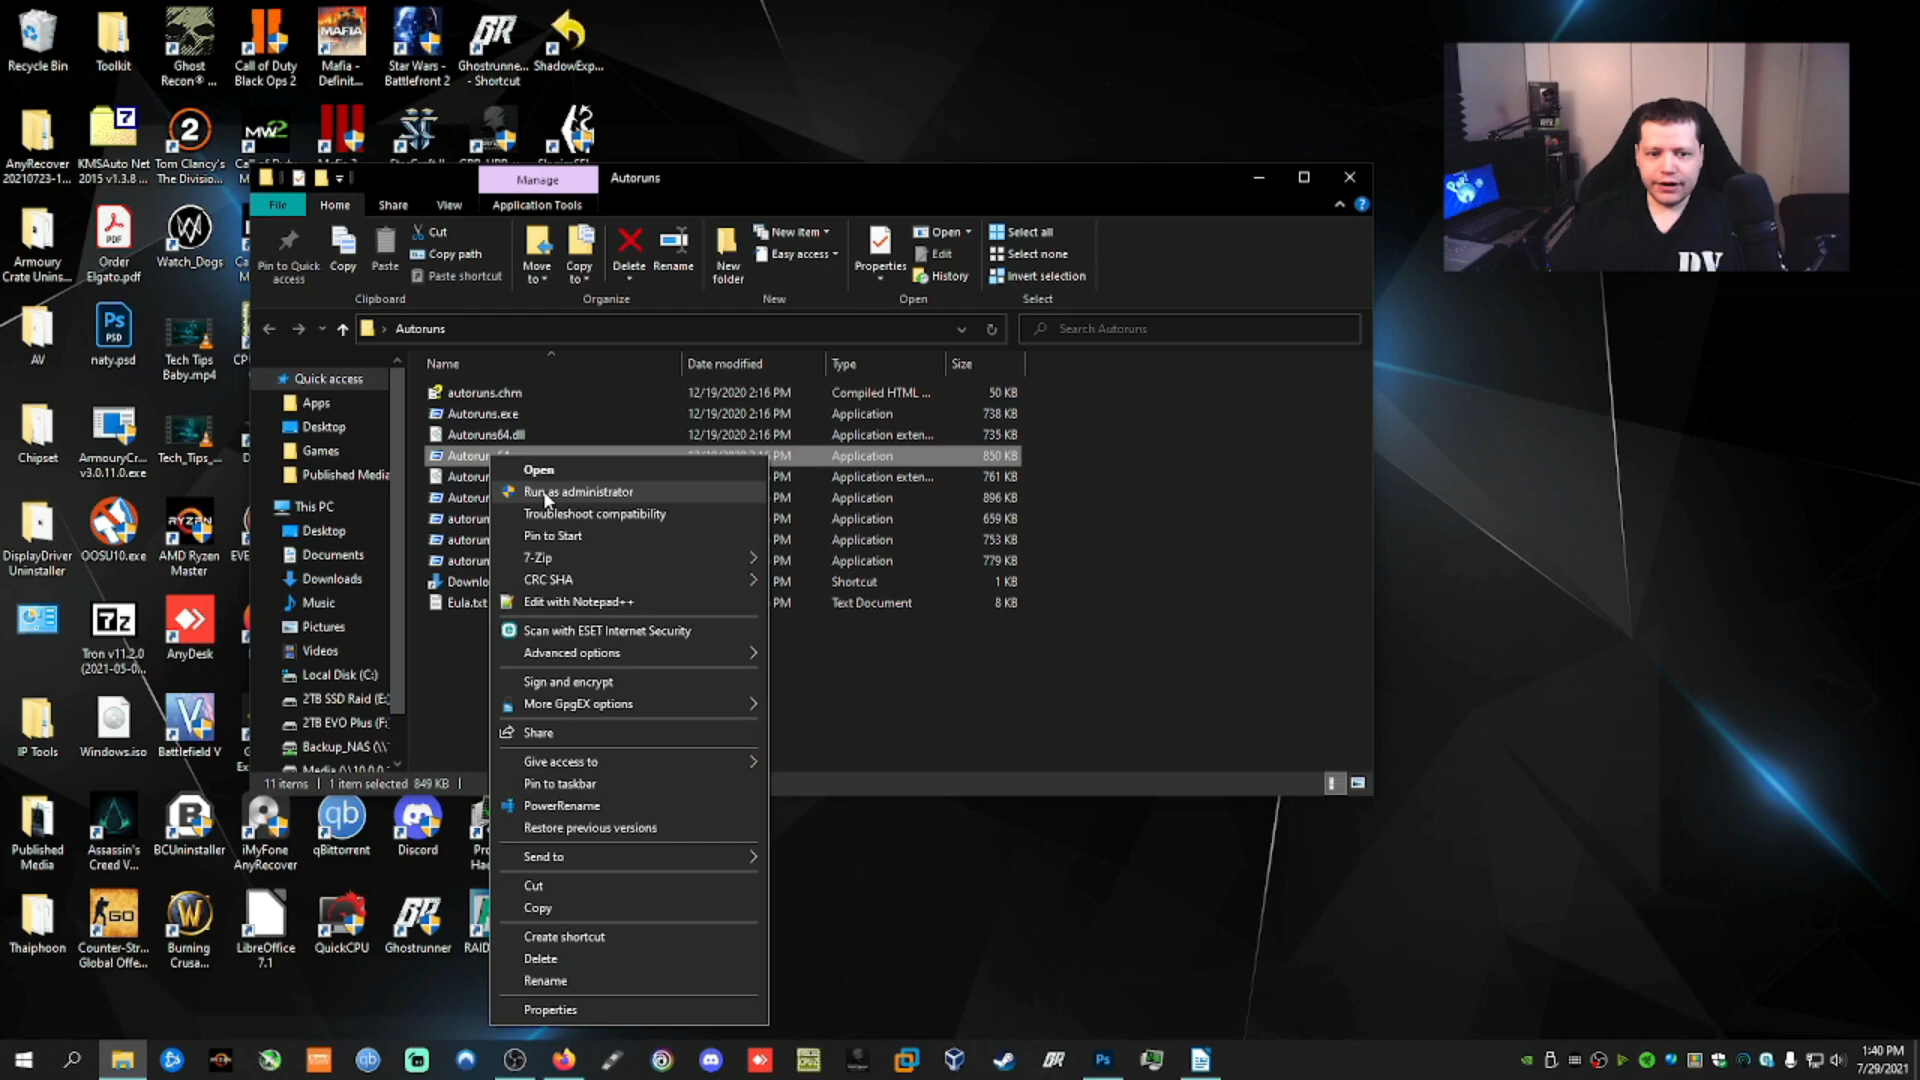 Recycle Bin
Toolkit
Ghost
Recon® ...
Call of Duty
Black Ops 2
Mafia -
Definit...
Star Wars -
Battlefront 2
Ghostrunne...
- Shortcut
ShadowExp...
AnyRecover
20210723-1...
KMSAuto Net
2015 v1.3.8 ...
Tom Clancy's
The Division...
Armoury
Crate Unins...
Order
Elgato.pdf
Watch_Dogs
AV
naty.psd
Tech Tips
Baby.mp4
Chipset
ArmouryCr...
v3.0.11.0.exe
Tech_Tips_...
DisplayDriver
Uninstaller
OOSU10.exe
AMD Ryzen
Master
Tron v11.2.0
(2021-05-0...
AnyDesk
IP Tools
Windows.iso
Battlefield V
Published
Media
Assassin's
Creed V...
BCUninstaller
iMyFone
AnyRecover
qBittorrent
Discord
Thaiphoon
Counter-Str...
Global Offe...
Burning
Crusa...
LibreOffice
7.1
QuickCPU
Ghostrunner
RAID
Manage
Autoruns
File
Home
Share
View
Application Tools
Pin to Quick
access
Copy
Paste
Cut
Copy path
Paste shortcut
Clipboard
Move
to
Copy
to
Delete
Rename
Organize
New
folder
New item
Easy access
New
Properties
Open
Edit
History
Open
Select all
Select none
Invert selection
Select
Autoruns
Search Autoruns
Name
Date modified
Type
Size
Quick access
Apps
Desktop
Games
Published Media
This PC
Desktop
Documents
Downloads
Music
Pictures
Videos
Local Disk (C:)
2TB SSD Raid (E:
2TB EVO Plus (F:
Backup_NAS (\\
autoruns.chm 12/19/2020 2:16 PM Compiled HTML ... 50 KB
Autoruns.exe 12/19/2020 2:16 PM Application 738 KB
Autoruns64.dll 12/19/2020 2:16 PM Application exten... 735 KB
Application 850 KB
Autorun PM Application exten... 761 KB
Autorun PM Application 896 KB
autorun PM Application 659 KB
autorun PM Application 753 KB
autorun PM Application 779 KB
Downlo PM Shortcut 1 KB
Eula.txt PM Text Document 8 KB
11 items
1 item selected 849 KB
Open
Run as administrator
Troubleshoot compatibility
Pin to Start
7-Zip
CRC SHA
Edit with Notepad++
Scan with ESET Internet Security
Advanced options
Sign and encrypt
More GpgEX options
Share
Give access to
Pin to taskbar
PowerRename
Restore previous versions
Send to
Cut
Copy
Create shortcut
Delete
Rename
Properties
1:40 PM
7/29/2021